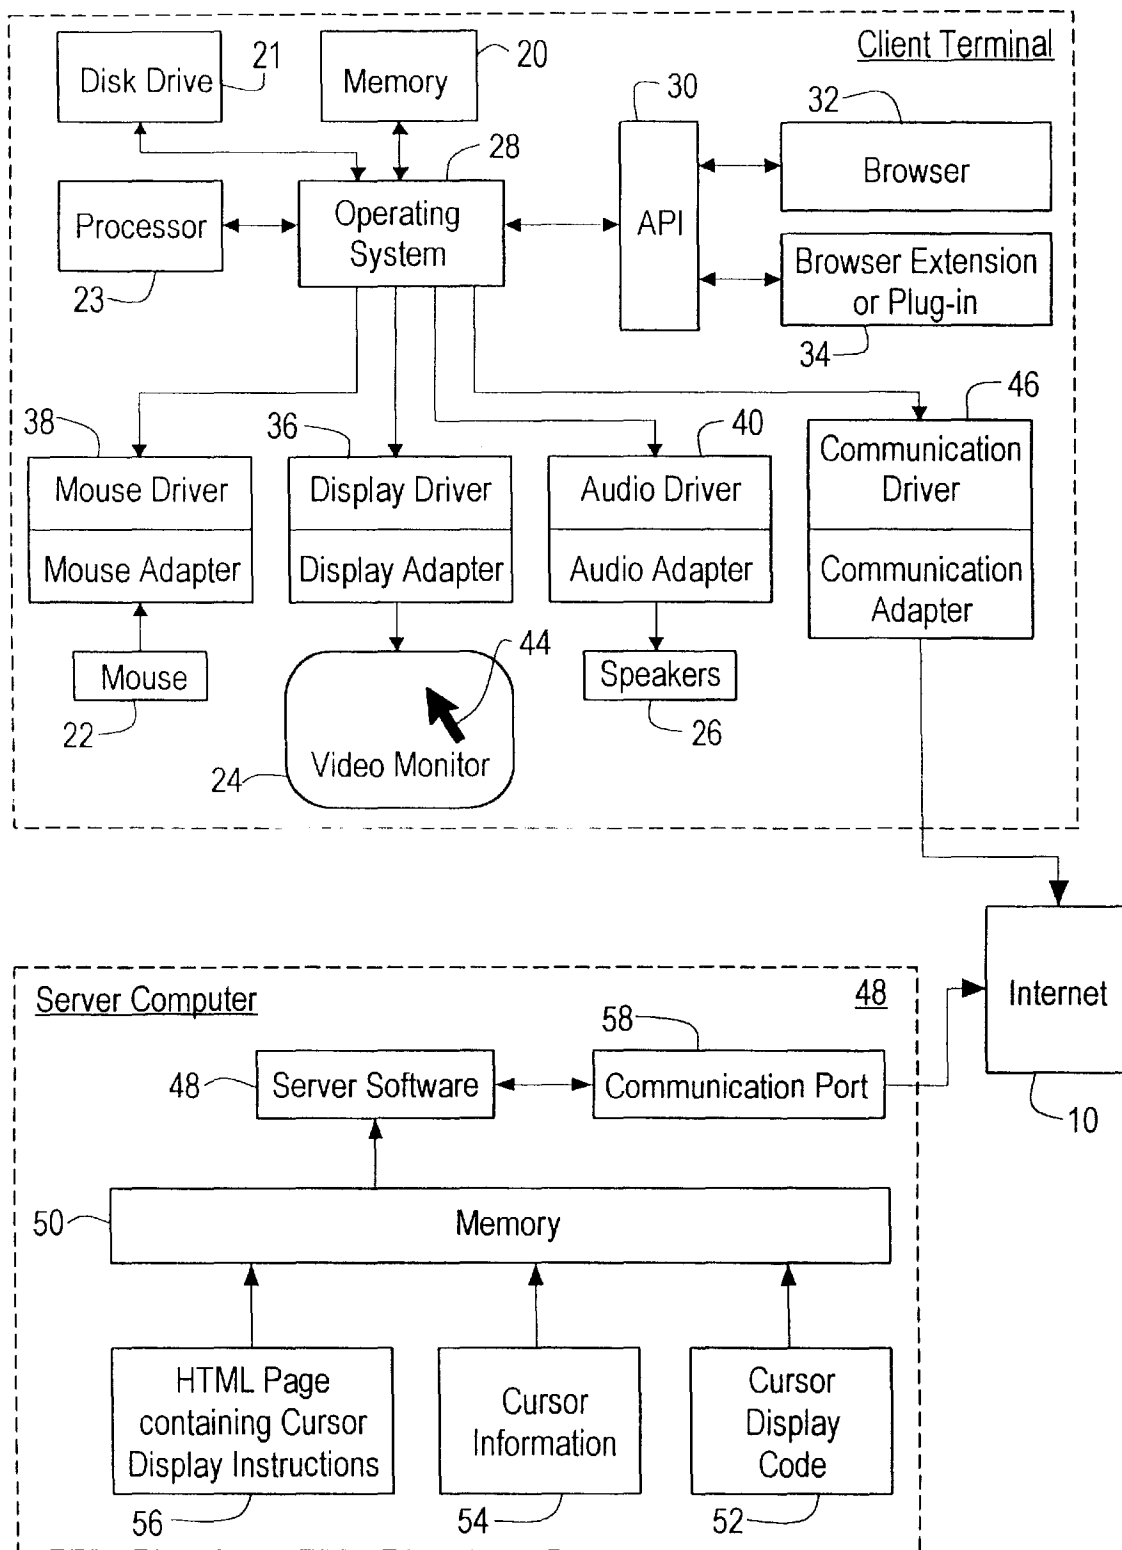 Client Terminal
21
20
Disk Drive
Memory
30
32
28
Browser
Processor
Operating
System
API
Browser Extension
or Plug-in
23
34
46
38
36
40
Communication
Driver
Mouse Driver
Display Driver
Audio Driver
Mouse Adapter
Display Adapter
Audio Adapter
Communication
Adapter
44
Mouse
Speakers
22
26
Video Monitor
24
Internet
10
Server Computer
48
58
48
Server Software
Communication Port
50
Memory
HTML Page
containing Cursor
Display Instructions
Cursor
Information
Cursor
Display
Code
56
54
52